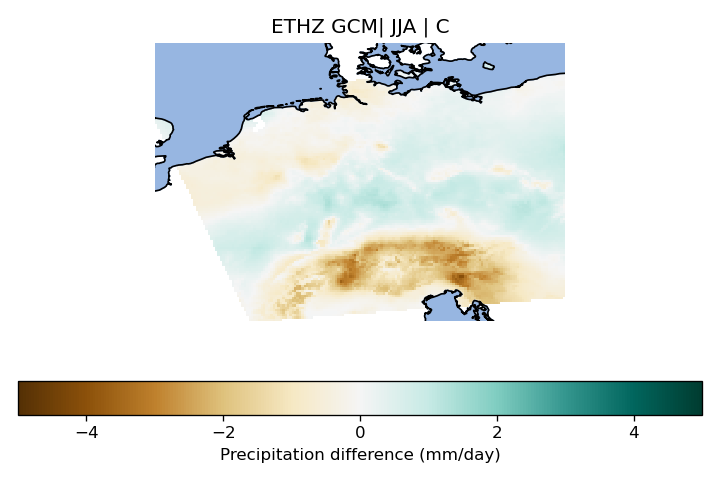 ETHZ GCM| JJA | C
−4 −2 0 2 4
Precipitation difference (mm/day)